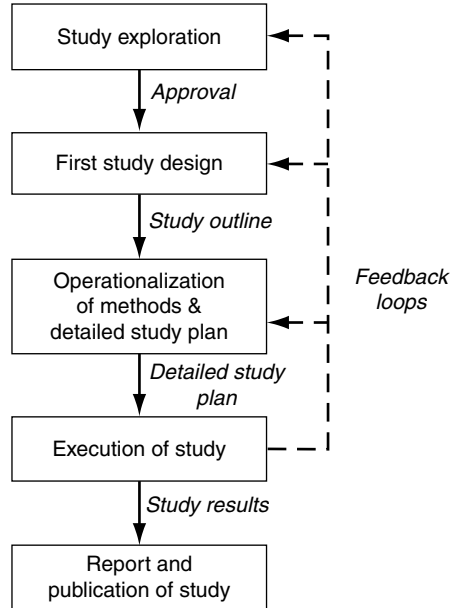 Study exploration
Approval
First study design
Study outline
Operationalization
of methods &
detailed study plan
Feedback
loops
Detailed study
plan
Execution of study
Study results
Report and
publication of study